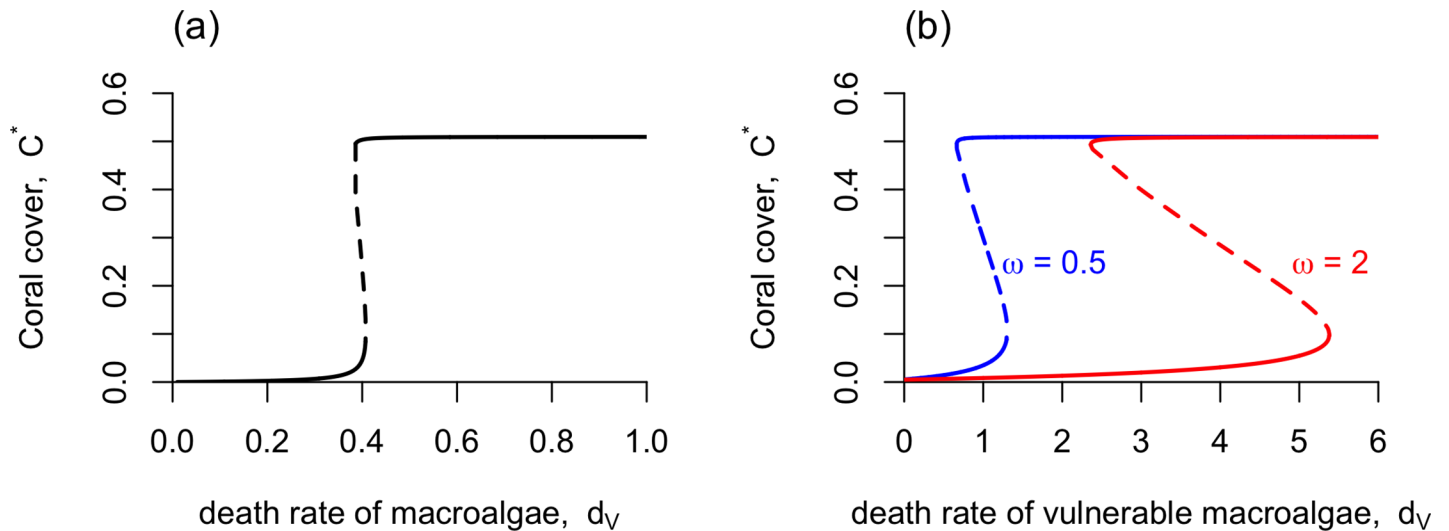 (a)
Coral cover, C*
0.0 0.2 0.4 0.6
0.0 0.2 0.4 0.6 0.8 1.0
death rate of macroalgae, d_V
(b)
Coral cover, C*
0.0 0.2 0.4 0.6
ω = 0.5
ω = 2
0 1 2 3 4 5 6
death rate of vulnerable macroalgae, d_V